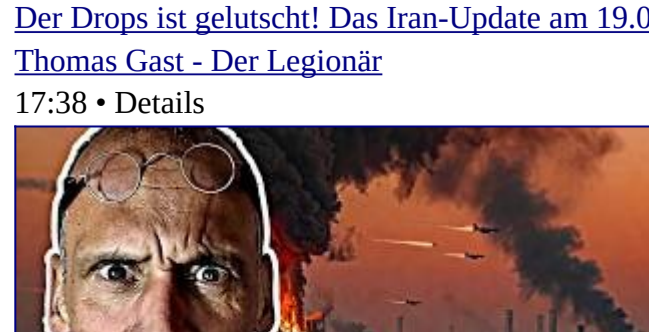 Der Drops ist gelutscht! Das Iran-Update am 19.0
Thomas Gast - Der Legionär
17:38 • Details